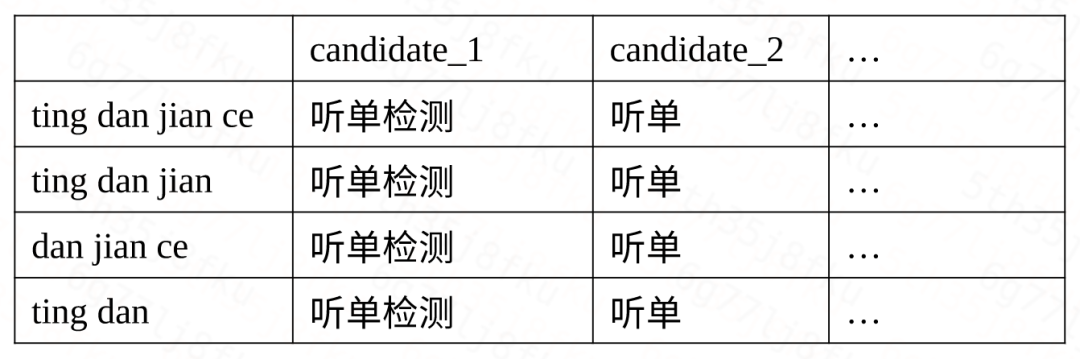 candidate_1 candidate_2 …
ting dan jian ce 听单检测 听单 …
ting dan jian 听单检测 听单 …
dan jian ce 听单检测 听单 …
ting dan 听单检测 听单 …